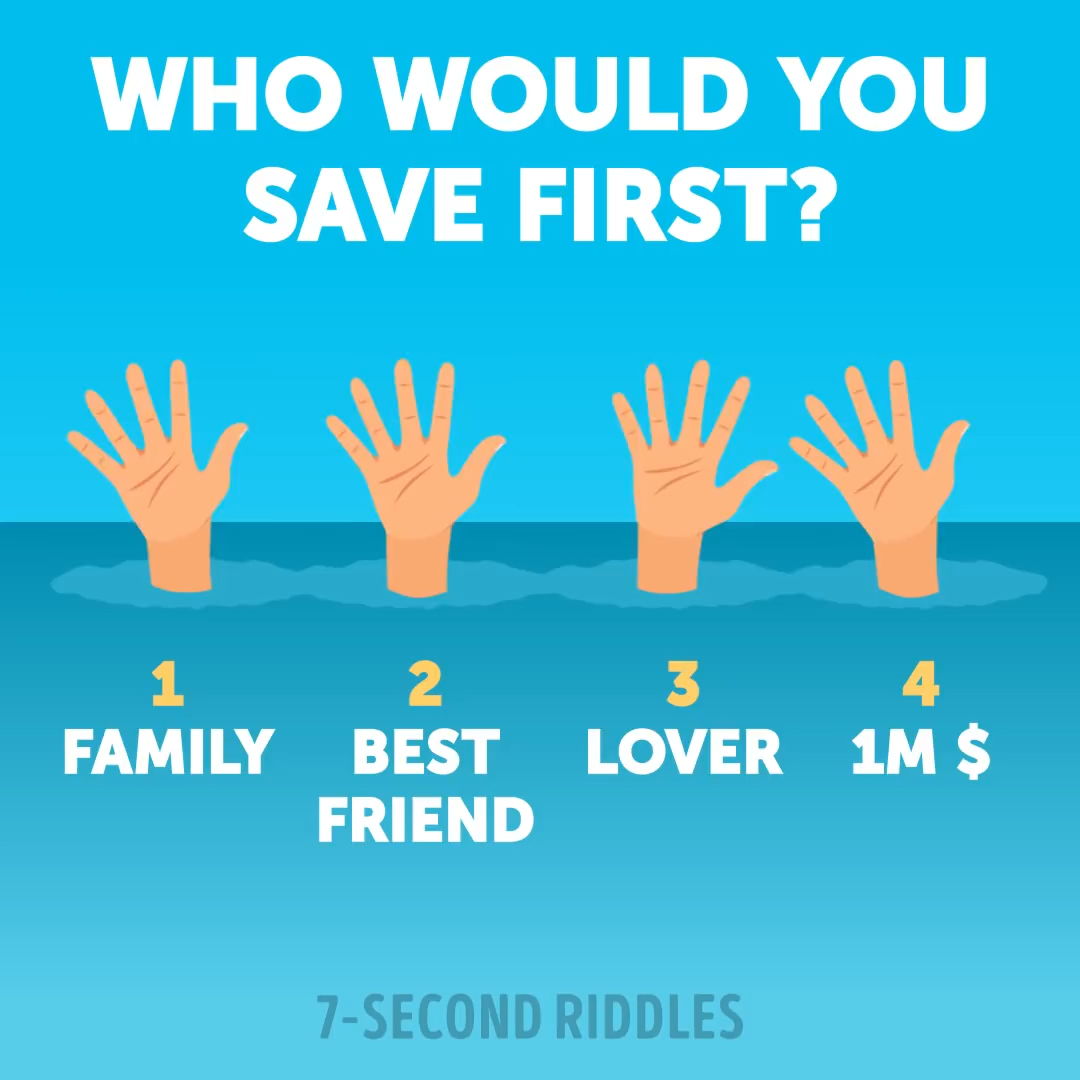 WHO WOULD YOU
SAVE FIRST?
1
FAMILY
2
BEST
FRIEND
3
LOVER
4
1M $
7-SECOND RIDDLES